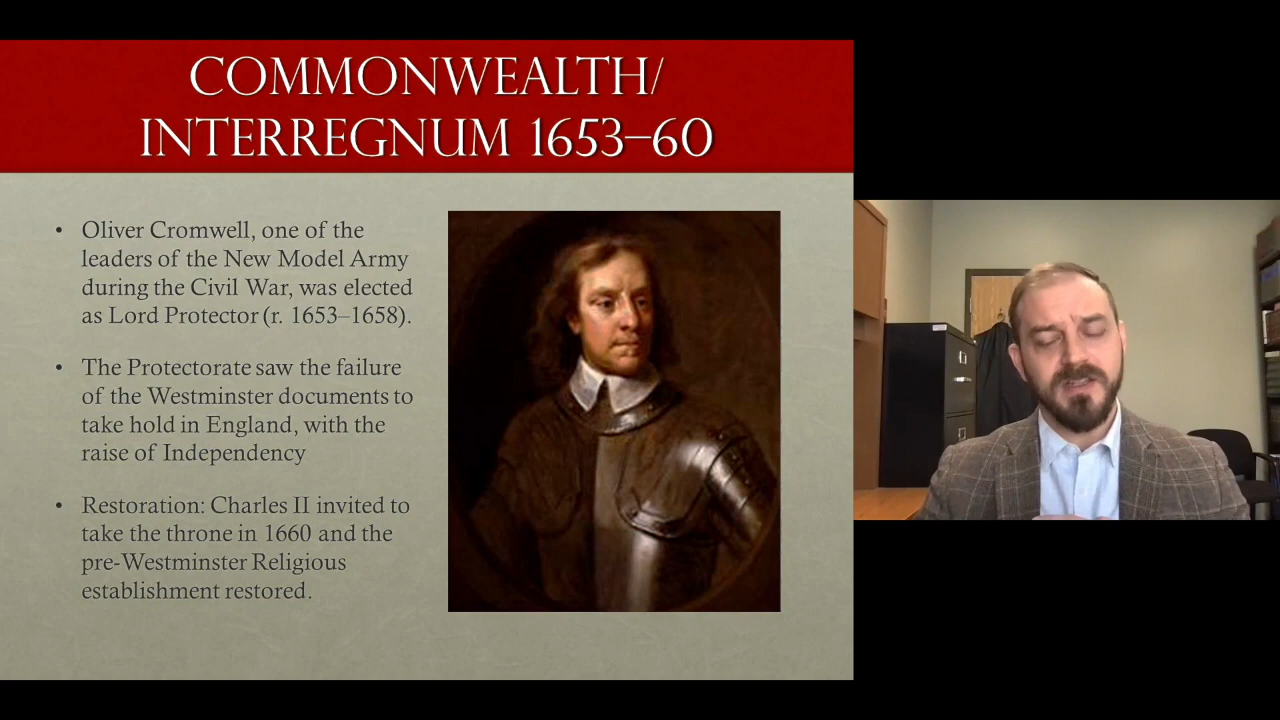 COMMONWEALTH/
INTERREGNUM 1653–60
• Oliver Cromwell, one of the
leaders of the New Model Army
during the Civil War, was elected
as Lord Protector (r. 1653–1658).
• The Protectorate saw the failure
of the Westminster documents to
take hold in England, with the
raise of Independency
• Restoration: Charles II invited to
take the throne in 1660 and the
pre-Westminster Religious
establishment restored.